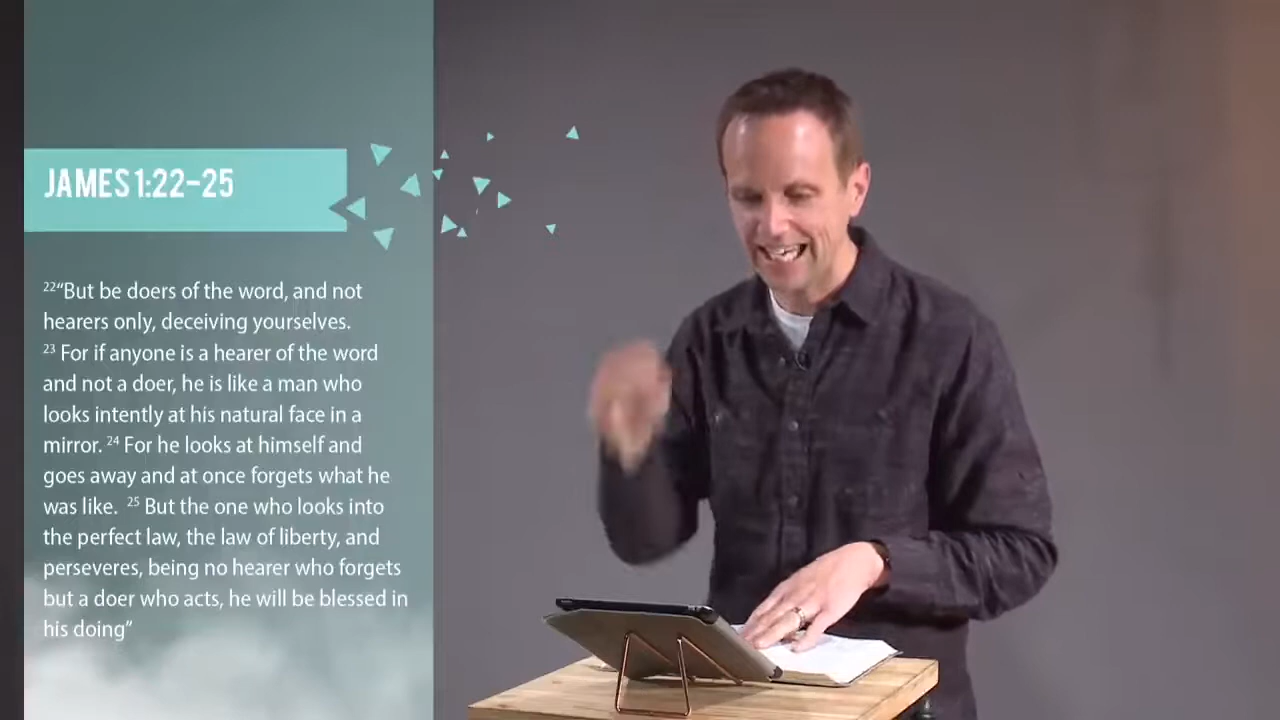 JAMES 1:22-25
22“But be doers of the word, and not
hearers only, deceiving yourselves.
23 For if anyone is a hearer of the word
and not a doer, he is like a man who
looks intently at his natural face in a
mirror. 24 For he looks at himself and
goes away and at once forgets what he
was like. 25 But the one who looks into
the perfect law, the law of liberty, and
perseveres, being no hearer who forgets
but a doer who acts, he will be blessed in
his doing”